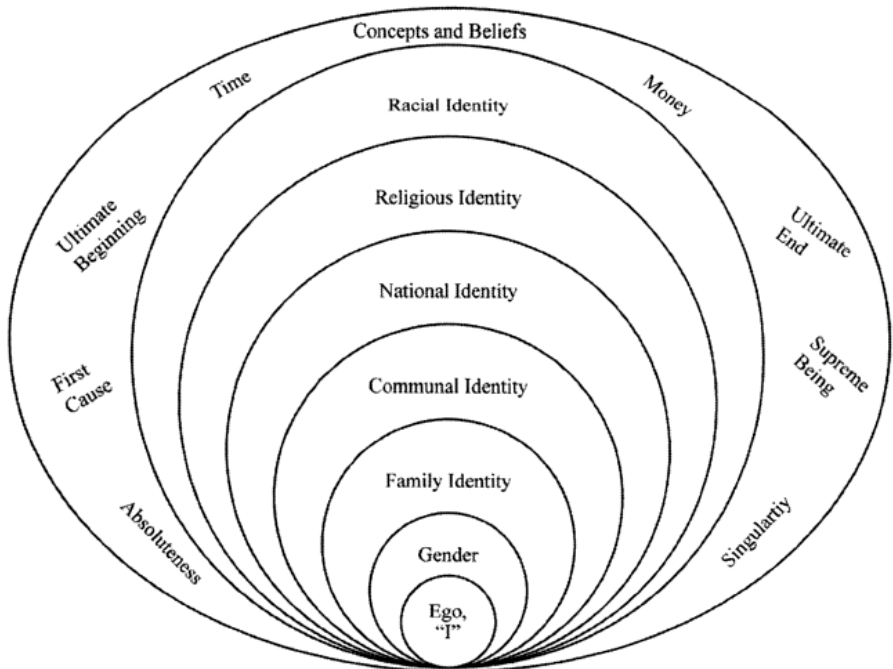 Concepts and Beliefs
Time
Money
Racial Identity
Religious Identity
Ultimate
Beginning
Ultimate
End
National Identity
First
Cause
Supreme
Being
Communal Identity
Family Identity
Absoluteness
Singulartiy
Gender
Ego,
“I”